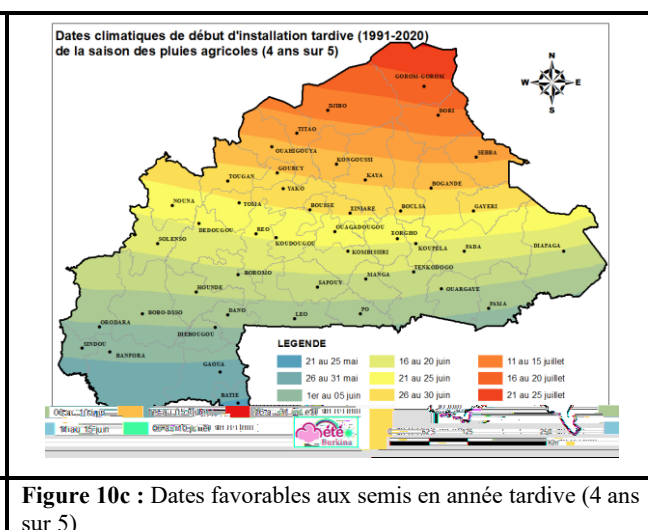 Dates climatiques de début d'installation tardive (1991-2020)
de la saison des pluies agricoles (4 ans sur 5)
N
W E
S
GOROM-GOROM
DJIBO
DORI
TITAO
OUAHIGOUYA
SEBBA
KONGOUSSI
GOURCY
TOUGAN
KAYA
YAKO
BOGANDE
NOUNA
TOMA
BOUSSE
ZINIARE
BOULSA
GAYERI
DEDOUGOU
REO
OUAGADOUGOU
ZORGHO
SOLENSO
KOUDOUGOU
KOMBISSIRI
KOUPELA
FADA
DIAPAGA
BOROMO
MANGA
TENKODOGO
HOUNDE
SAPOUY
OUARGAYE
BOBO-DSSO
DANO
LEO
PO
PAMA
ORODARA
DIEBOUGOU
SINDOU
BANFORA
GAOUA
BATIE
LEGENDE
21 au 25 mai
16 au 20 juin
11 au 15 juillet
26 au 31 mai
21 au 25 juin
16 au 20 juillet
1er au 05 juin
26 au 30 juin
21 au 25 juillet
météo
Burkina
Km
Figure 10c : Dates favorables aux semis en année tardive (4 ans
sur 5)